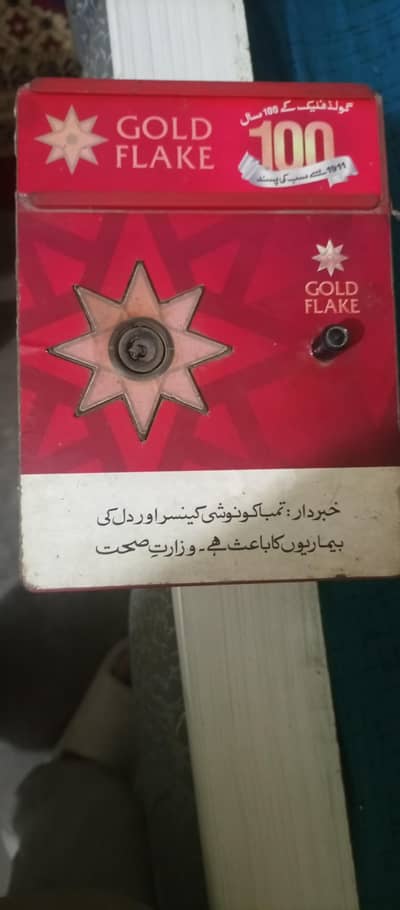 GOLD
FLAKE
گولڈ فلیک کے 100 سال
100
1911 سے سب کی پسند
GOLD
FLAKE
خبردار: تمباکو نوشی کینسر اور دل کی
بیماریوں کا باعث ہے۔ وزارتِ صحت